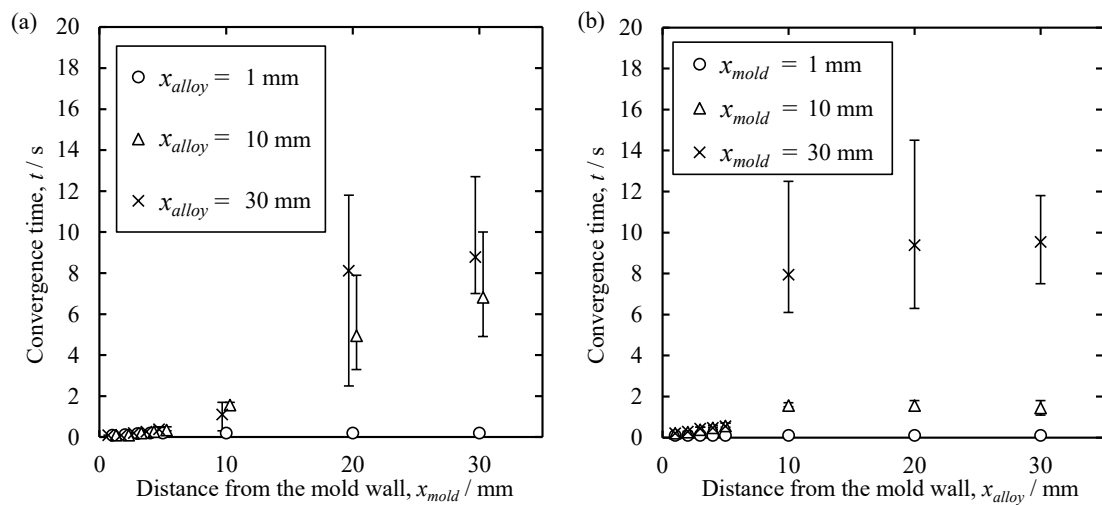 (a)
20
18
16
14
12
10
8
6
4
2
0
Convergence time, t / s
x_alloy = 1 mm
x_alloy = 10 mm
x_alloy = 30 mm
0 10 20 30
Distance from the mold wall, x_mold / mm
(b)
20
18
16
14
12
10
8
6
4
2
0
Convergence time, t / s
x_mold = 1 mm
x_mold = 10 mm
x_mold = 30 mm
0 10 20 30
Distance from the mold wall, x_alloy / mm